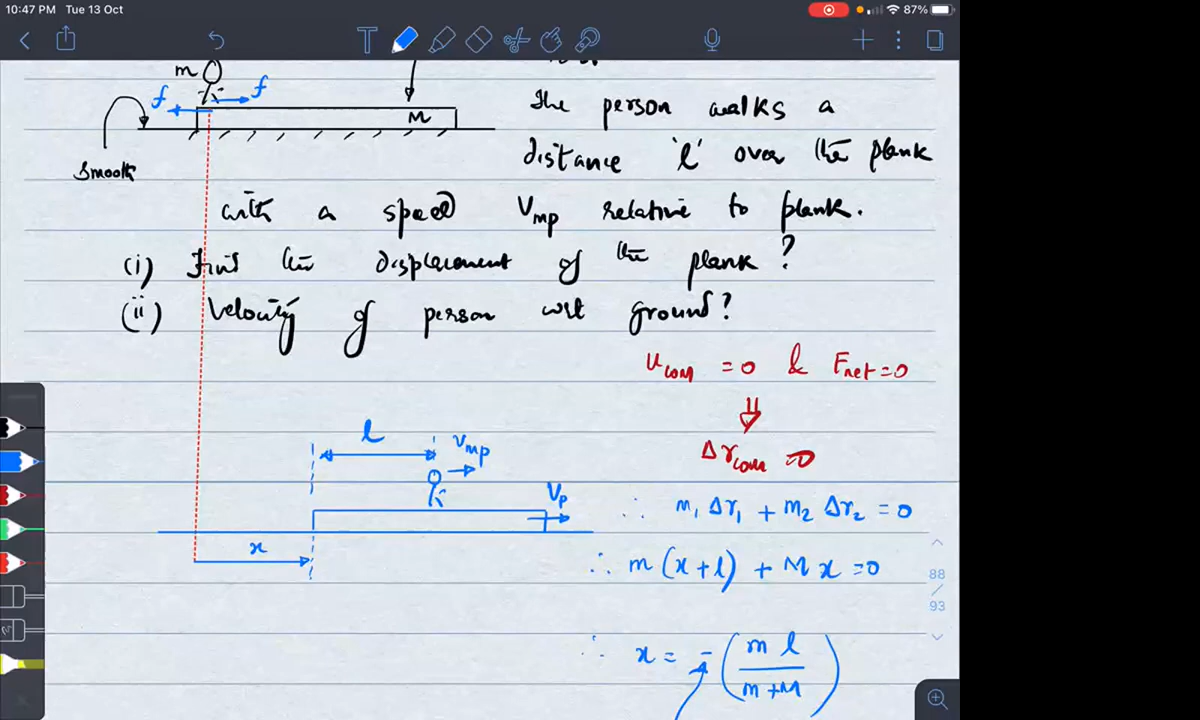 10:47 PM Tue 13 Oct
87%
m
f
f
M
Smooth
The person walks a
distance 'l' over the plank
with a speed Vmp relative to plank.
(i) Find the displacement of the plank?
(ii) Velocity of person wrt ground?
ucom = 0 & Fnet = 0
⇓
Δrcom = 0
l
vmp
Vp
x
∴ m₁ Δr₁ + m₂ Δr₂ = 0
∴ m (x+l) + M x = 0
88
/
93
∴ x = - (m l / m+M)